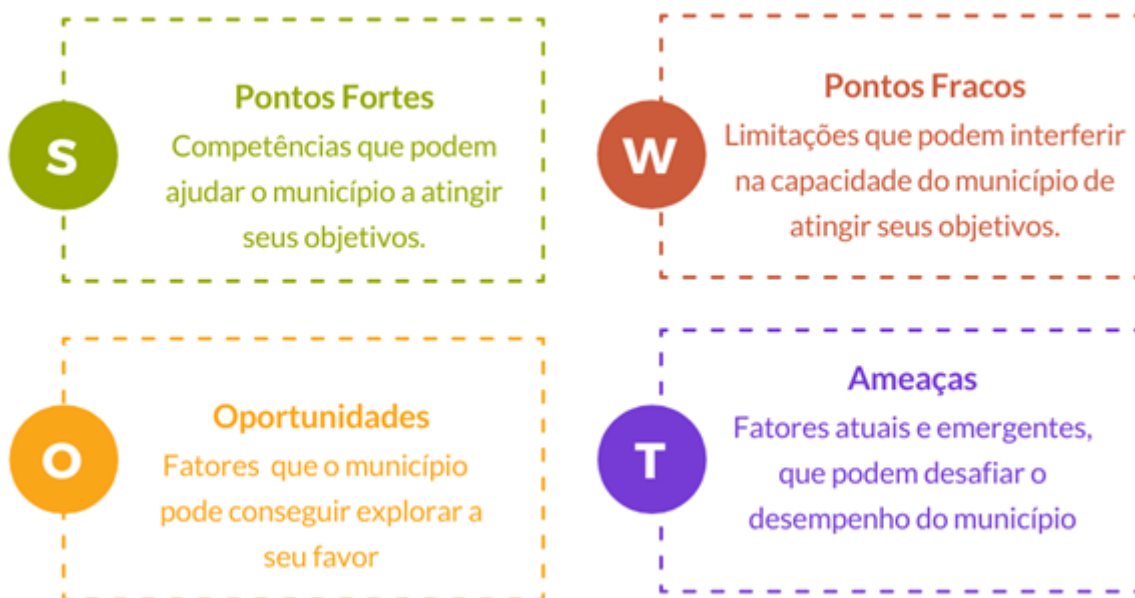 S
Pontos Fortes
Competências que podem
ajudar o município a atingir
seus objetivos.
W
Pontos Fracos
Limitações que podem interferir
na capacidade do município de
atingir seus objetivos.
O
Oportunidades
Fatores que o município
pode conseguir explorar a
seu favor
T
Ameaças
Fatores atuais e emergentes,
que podem desafiar o
desempenho do município